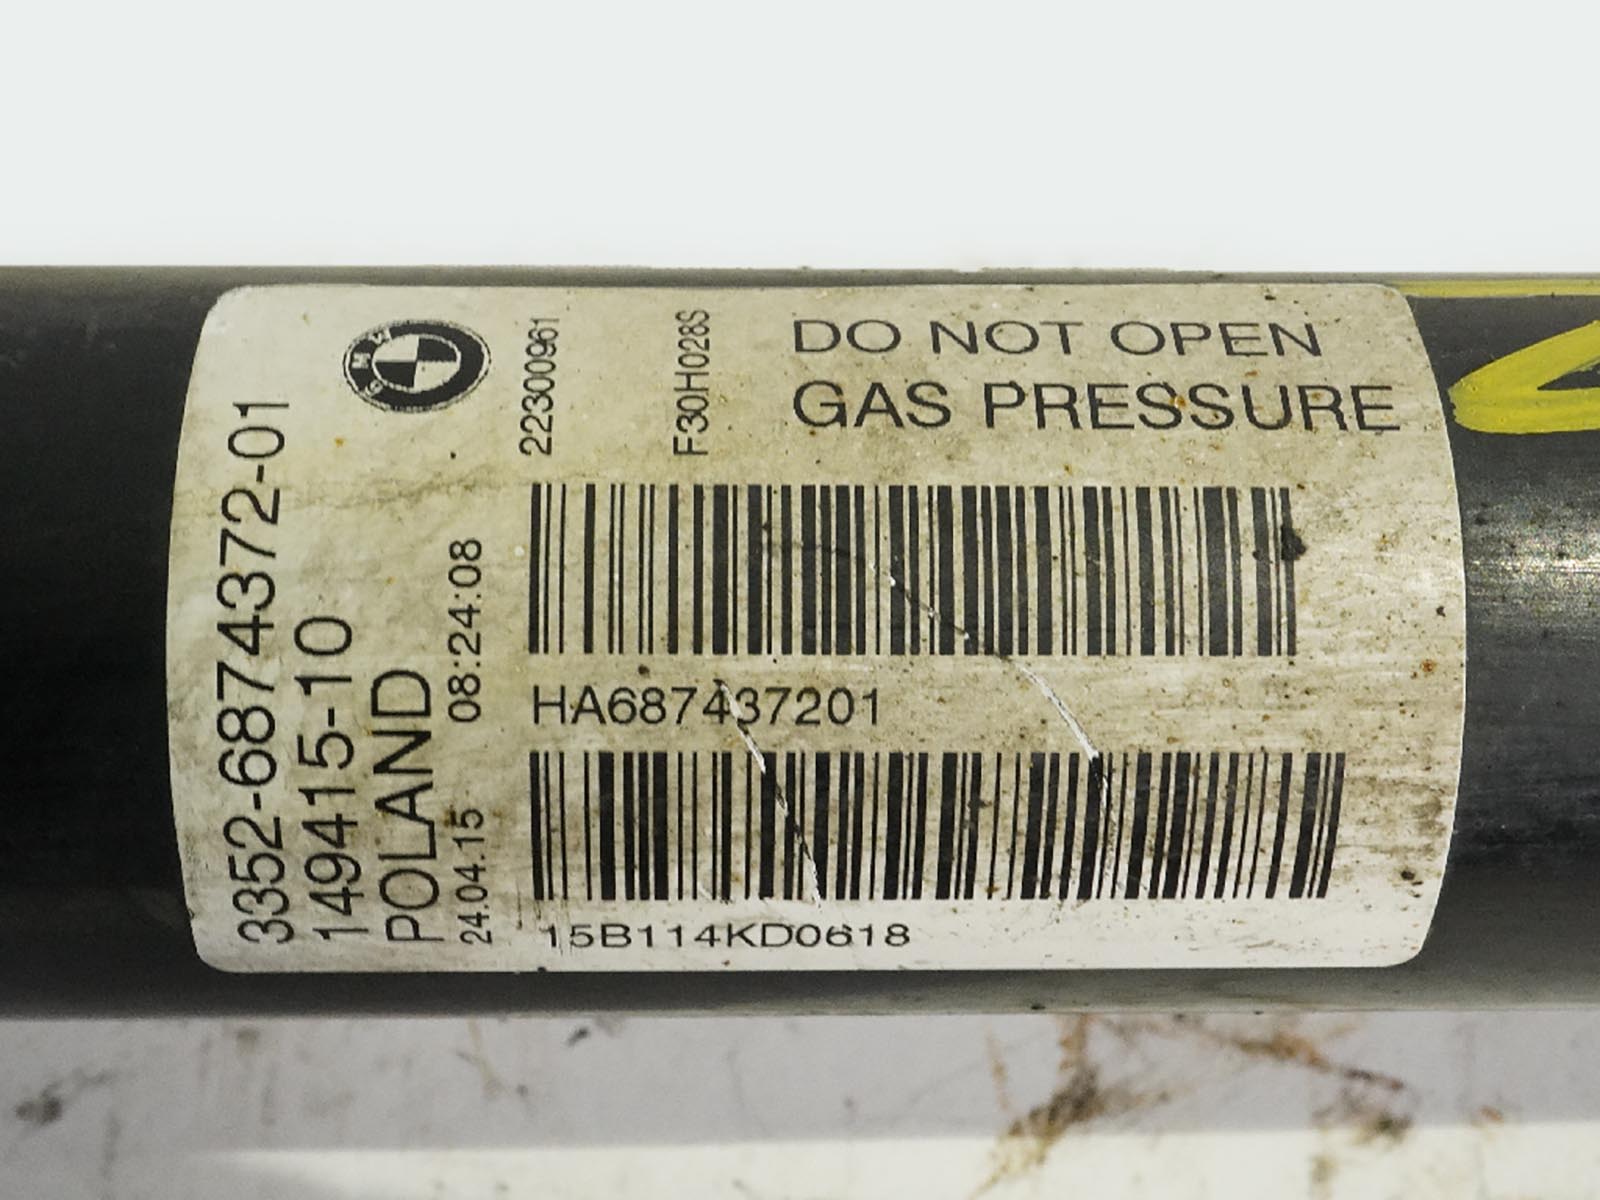 DO NOT OPEN
GAS PRESSURE
22300961
F30H028S
HA687437201
15B114KD0618
BMW
3352-6874372-01
149415-10
POLAND
24.04.15 08:24:08